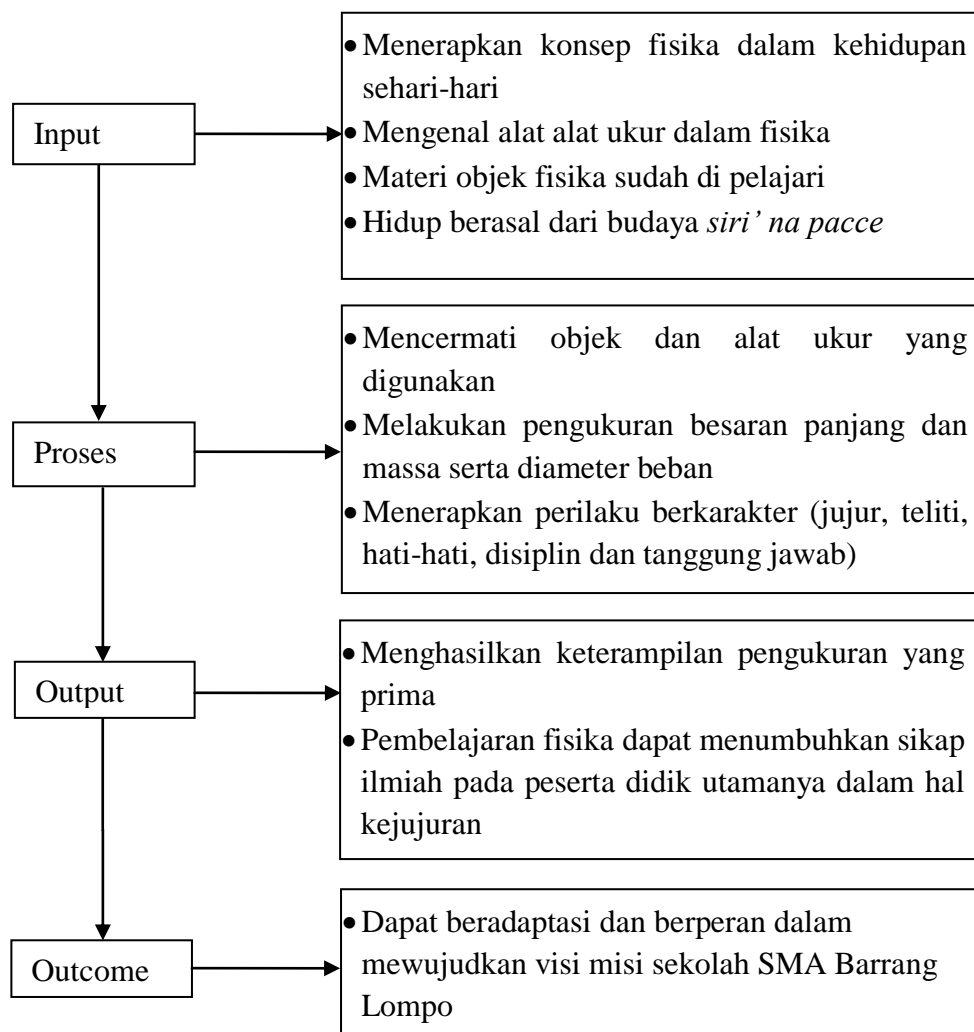 Input
• Menerapkan konsep fisika dalam kehidupan
sehari-hari
• Mengenal alat alat ukur dalam fisika
• Materi objek fisika sudah di pelajari
• Hidup berasal dari budaya siri’ na pacce
Proses
• Mencermati objek dan alat ukur yang
digunakan
• Melakukan pengukuran besaran panjang dan
massa serta diameter beban
• Menerapkan perilaku berkarakter (jujur, teliti,
hati-hati, disiplin dan tanggung jawab)
Output
• Menghasilkan keterampilan pengukuran yang
prima
• Pembelajaran fisika dapat menumbuhkan sikap
ilmiah pada peserta didik utamanya dalam hal
kejujuran
Outcome
• Dapat beradaptasi dan berperan dalam
mewujudkan visi misi sekolah SMA Barrang
Lompo